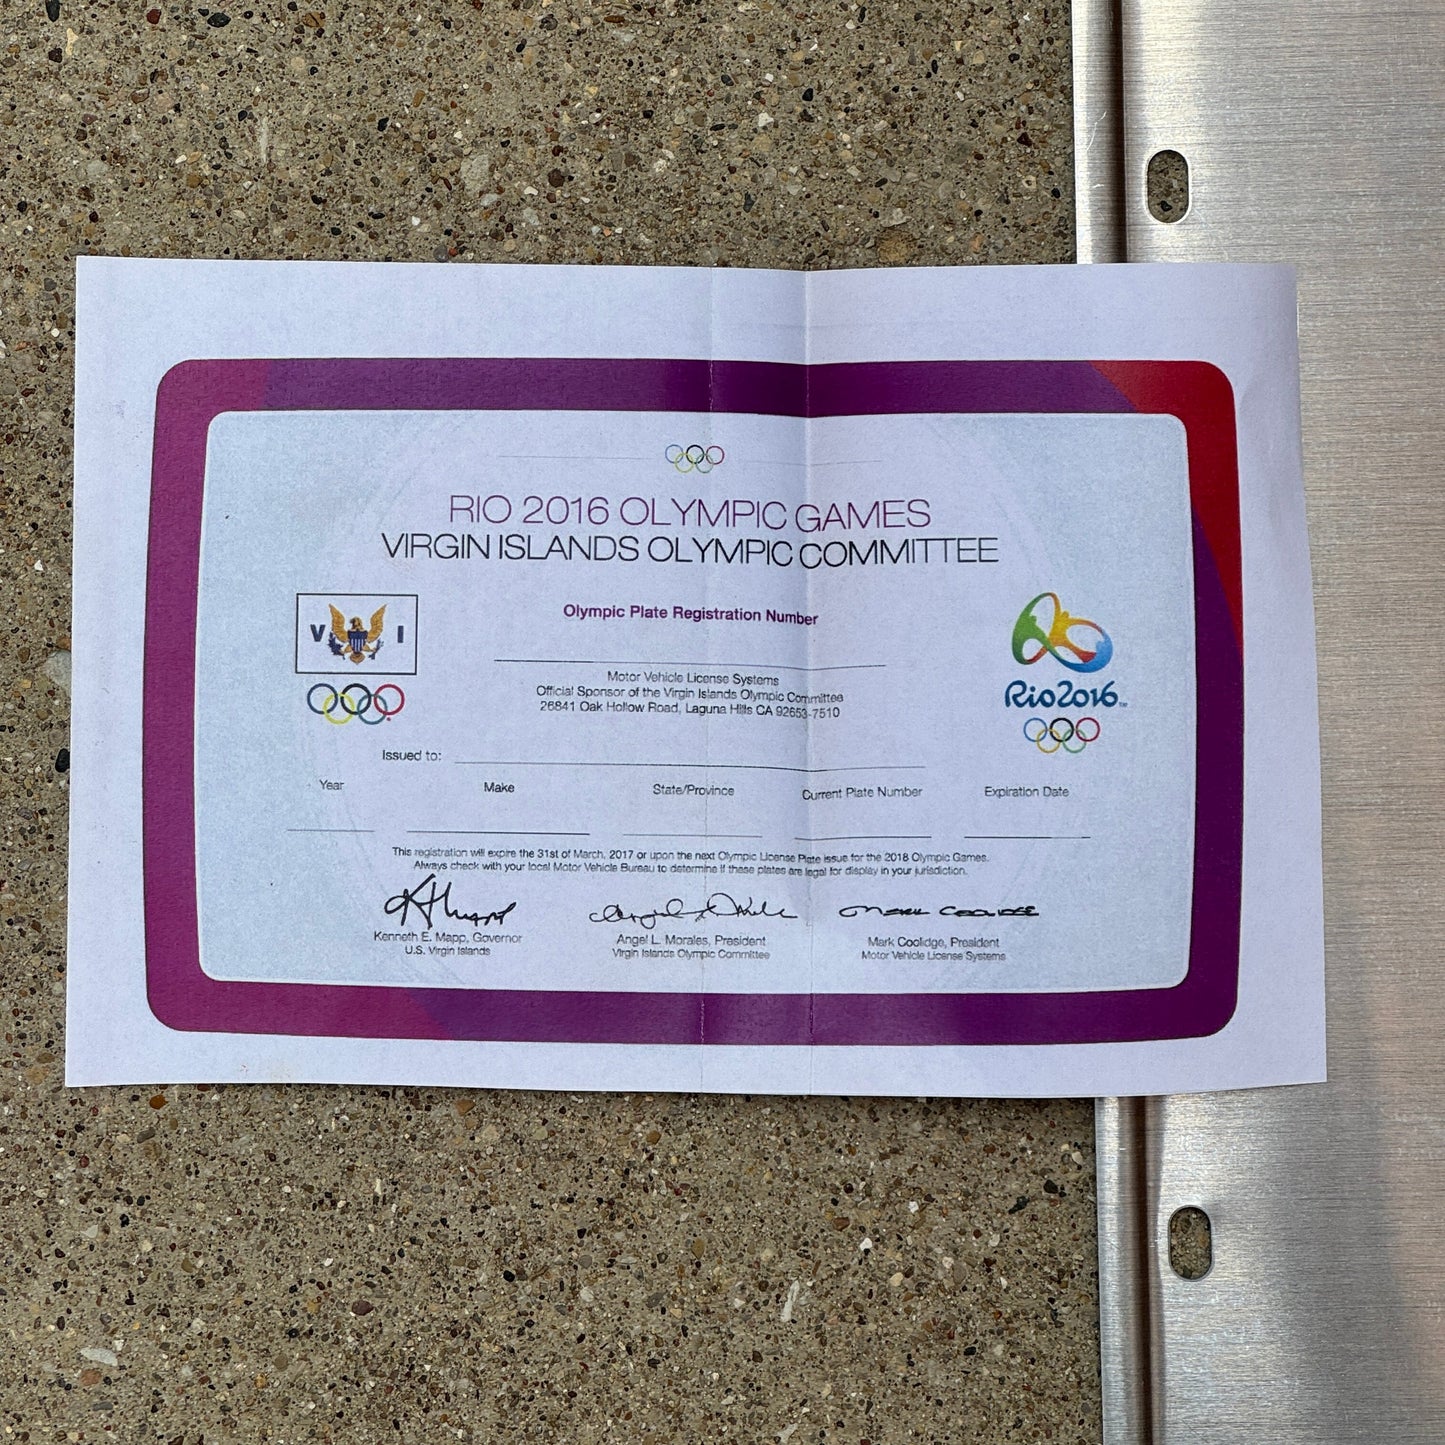 RIO 2016 OLYMPIC GAMES
VIRGIN ISLANDS OLYMPIC COMMITTEE
Olympic Plate Registration Number
V I
Motor Vehicle License Systems
Official Sponsor of the Virgin Islands Olympic Committee
26841 Oak Hollow Road, Laguna Hills CA 92653-7510
Rio2016™
Issued to:
Year Make State/Province Current Plate Number Expiration Date
This registration will expire the 31st of March, 2017 or upon the next Olympic License Plate issue for the 2018 Olympic Games.
Always check with your local Motor Vehicle Bureau to determine if these plates are legal for display in your jurisdiction.
Mark Coolidge
Kenneth E. Mapp, Governor Angel L. Morales, President Mark Coolidge, President
U.S. Virgin Islands Virgin Islands Olympic Committee Motor Vehicle License Systems